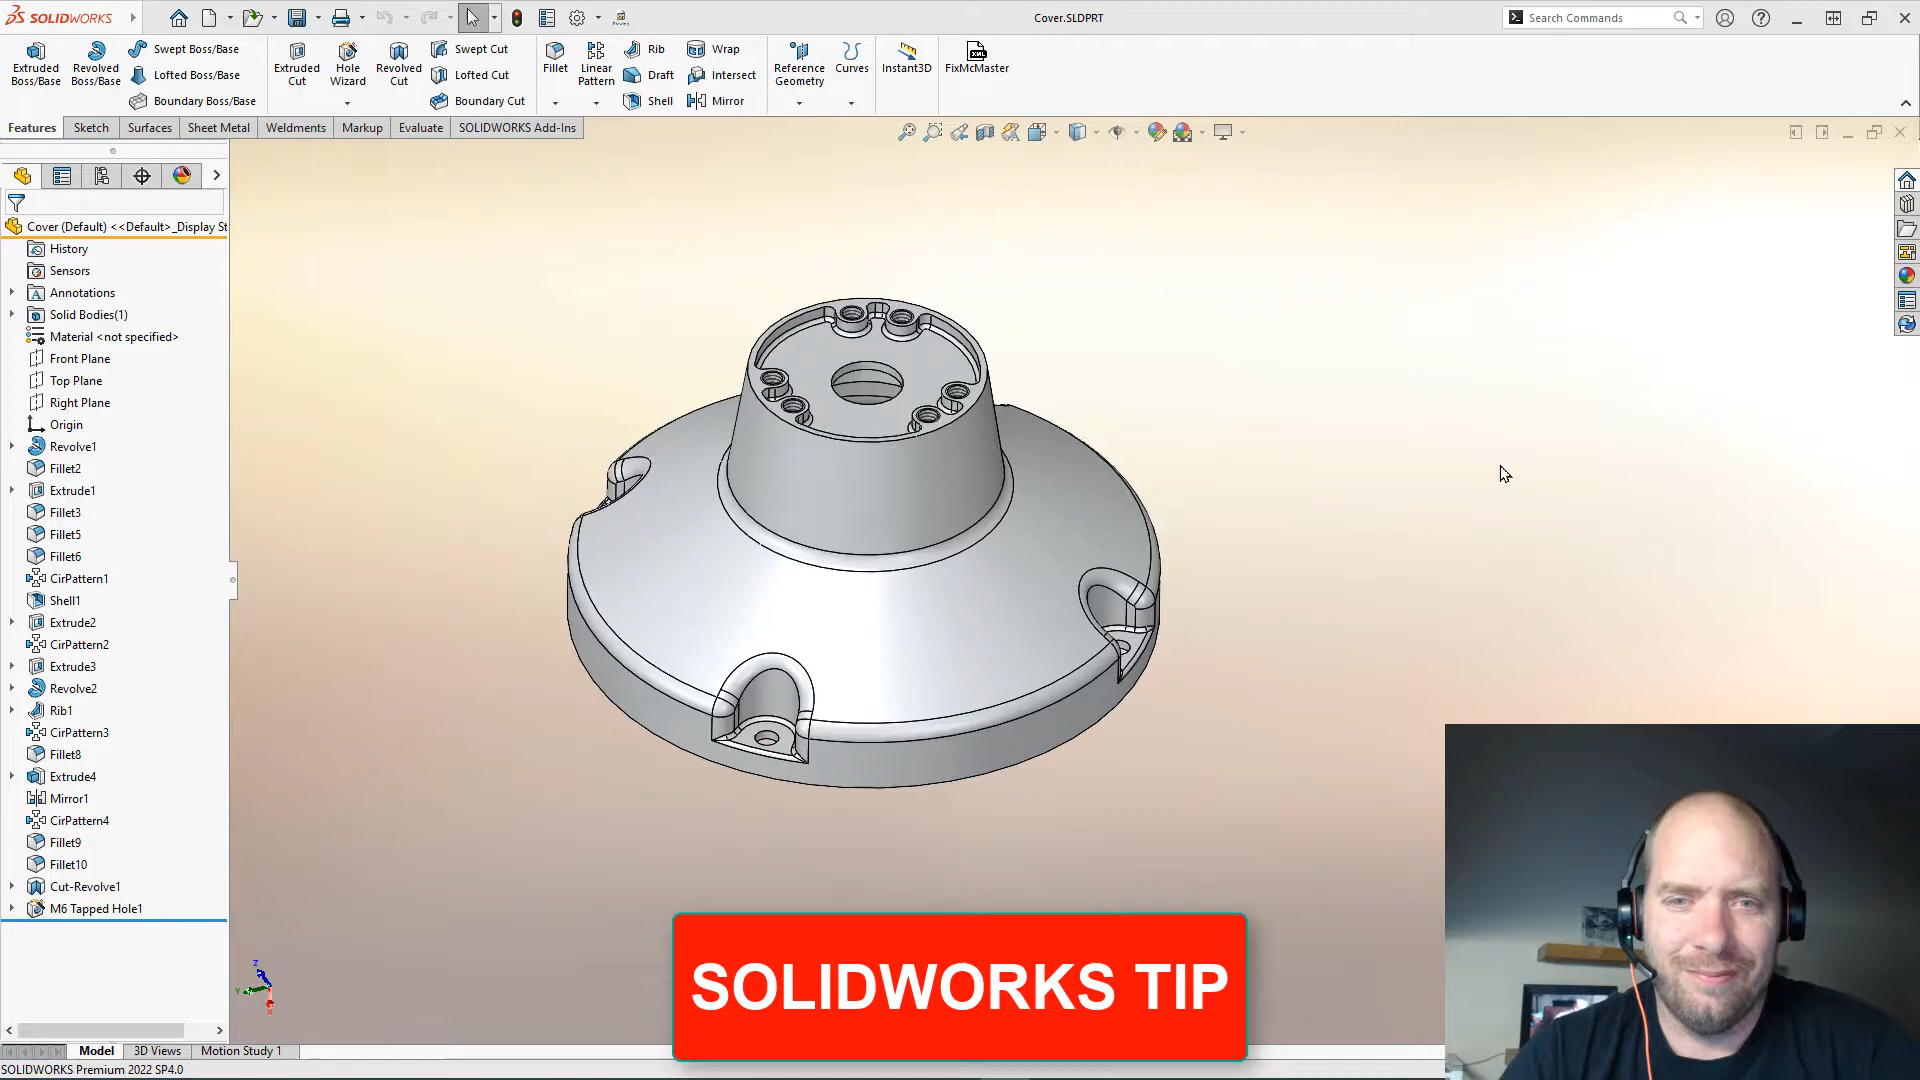 SOLIDWORKS
Cover.SLDPRT
Search Commands
Extruded Boss/Base
Revolved Boss/Base
Swept Boss/Base
Lofted Boss/Base
Boundary Boss/Base
Extruded Cut
Hole Wizard
Revolved Cut
Swept Cut
Lofted Cut
Boundary Cut
Fillet
Linear Pattern
Rib
Draft
Shell
Wrap
Intersect
Mirror
Reference Geometry
Curves
Instant3D
FixMcMaster
Features
Sketch
Surfaces
Sheet Metal
Weldments
Markup
Evaluate
SOLIDWORKS Add-Ins
Cover (Default) <<Default>_Display St
History
Sensors
Annotations
Solid Bodies(1)
Material <not specified>
Front Plane
Top Plane
Right Plane
Origin
Revolve1
Fillet2
Extrude1
Fillet3
Fillet5
Fillet6
CirPattern1
Shell1
Extrude2
CirPattern2
Extrude3
Revolve2
Rib1
CirPattern3
Fillet8
Extrude4
Mirror1
CirPattern4
Fillet9
Fillet10
Cut-Revolve1
M6 Tapped Hole1
Z
Y
X
SOLIDWORKS TIP
Model
3D Views
Motion Study 1
SOLIDWORKS Premium 2022 SP4.0